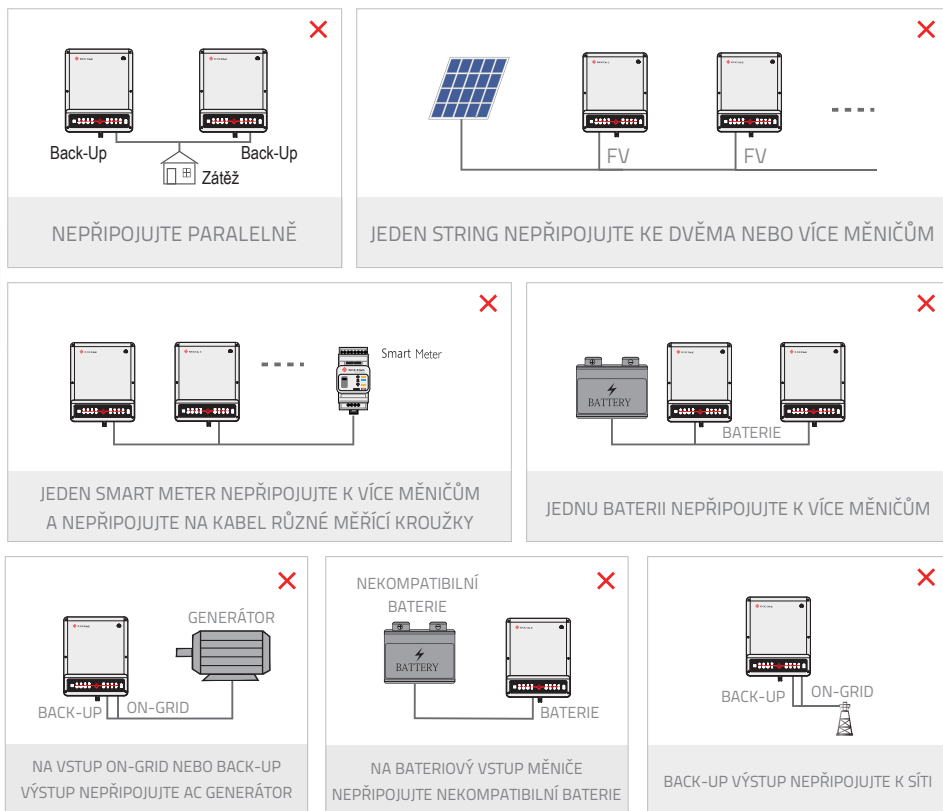 Back-Up
Back-Up
Zátěž
NEPŘIPOJUJTE PARALELNĚ
FV
FV
JEDEN STRING NEPŘIPOJUJTE KE DVĚMA NEBO VÍCE MĚNIČŮM
Smart Meter
JEDEN SMART METER NEPŘIPOJUJTE K VÍCE MĚNIČŮM
A NEPŘIPOJUJTE NA KABEL RŮZNÉ MĚŘÍCÍ KROUŽKY
BATTERY
BATERIE
JEDNU BATERII NEPŘIPOJUJTE K VÍCE MĚNIČŮM
GENERÁTOR
BACK-UP
ON-GRID
NA VSTUP ON-GRID NEBO BACK-UP
VÝSTUP NEPŘIPOJUJTE AC GENERÁTOR
NEKOMPATIBILNÍ
BATERIE
BATTERY
BATERIE
NA BATERIOVÝ VSTUP MĚNIČE
NEPŘIPOJUJTE NEKOMPATIBILNÍ BATERIE
BACK-UP
ON-GRID
BACK-UP VÝSTUP NEPŘIPOJUJTE K SÍTI